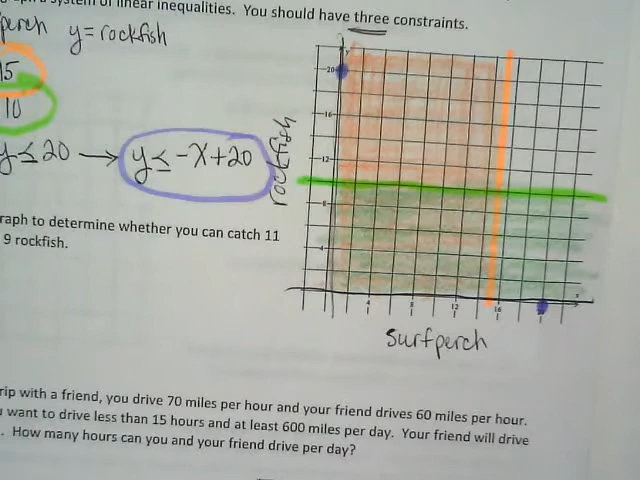 a system of linear inequalities. You should have three constraints.
perch y = rockfish
15
10
y ≤ 20 → y ≤ -x + 20
raph to determine whether you can catch 11
9 rockfish.
rockfish
y
20
16
12
8
4
4 8 12 16 x
surfperch
rip with a friend, you drive 70 miles per hour and your friend drives 60 miles per hour.
want to drive less than 15 hours and at least 600 miles per day. Your friend will drive
. How many hours can you and your friend drive per day?